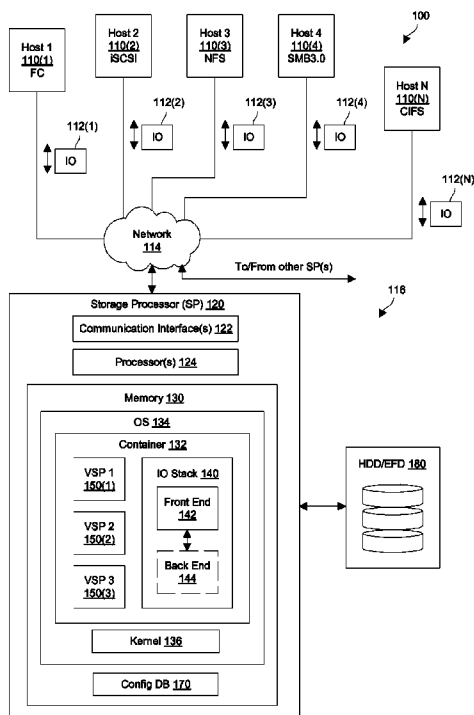 100
Host 1
110(1)
FC
Host 2
110(2)
iSCSI
Host 3
110(3)
NFS
Host 4
110(4)
SMB3.0
Host N
110(N)
CIFS
112(1)
IO
112(2)
IO
112(3)
IO
112(4)
IO
112(N)
IO
Network
114
To/From other SP(s)
116
Storage Processor (SP) 120
Communication Interface(s) 122
Processor(s) 124
Memory 130
OS 134
Container 132
VSP 1
150(1)
VSP 2
150(2)
VSP 3
150(3)
IO Stack 140
Front End
142
Back End
144
Kernel 136
Config DB 170
HDD/EFD 180